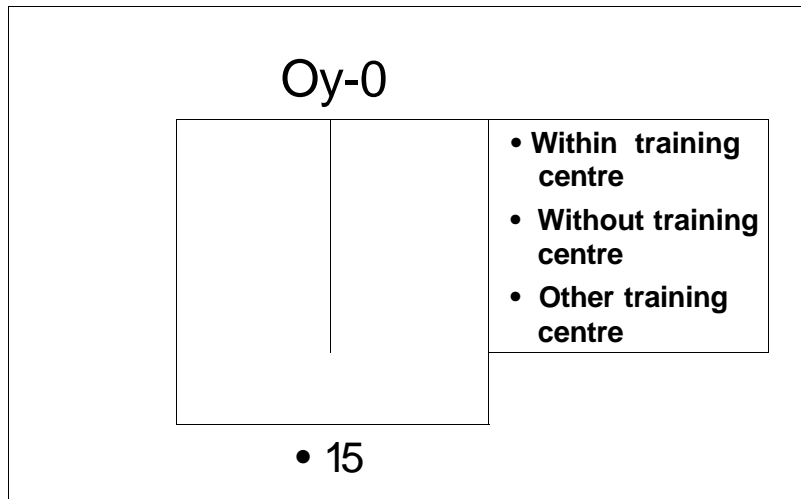 Oy-0
• Within training
centre
• Without training
centre
• Other training
centre
• 15